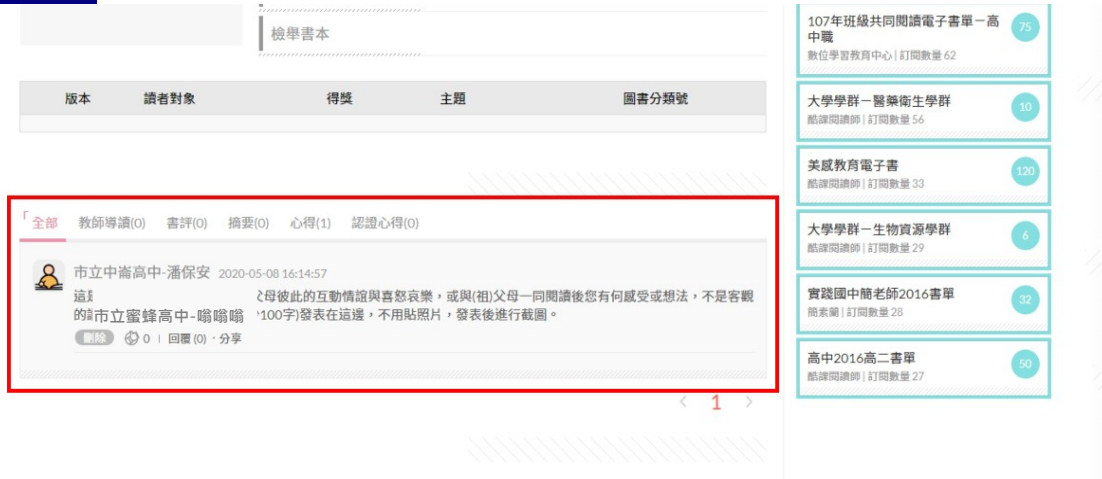 檢舉書本
版本 讀者對象 得獎 主題 圖書分類號
「全部 教師導讀(0) 書評(0) 摘要(0) 心得(1) 認證心得(0)
市立中崙高中-潘保安 2020-05-08 16:14:57
這 父母彼此的互動情誼與喜怒哀樂，或與(祖)父母一同閱讀後您有何感受或想法，不是客觀
的 市立蜜蜂高中-嗡嗡嗡 100字)發表在這邊，不用貼照片，發表後進行截圖。
刪除 0 | 回覆 (0) · 分享
< 1 >
107年班級共同閱讀電子書單－高中職 75
數位學習教育中心 | 訂閱數量 62
大學學群－醫藥衛生學群 10
酷課閱讀師 | 訂閱數量 56
美感教育電子書 120
酷課閱讀師 | 訂閱數量 33
大學學群－生物資源學群 6
酷課閱讀師 | 訂閱數量 29
實踐國中簡老師2016書單 32
簡素蘭 | 訂閱數量 28
高中2016高二書單 50
酷課閱讀師 | 訂閱數量 27